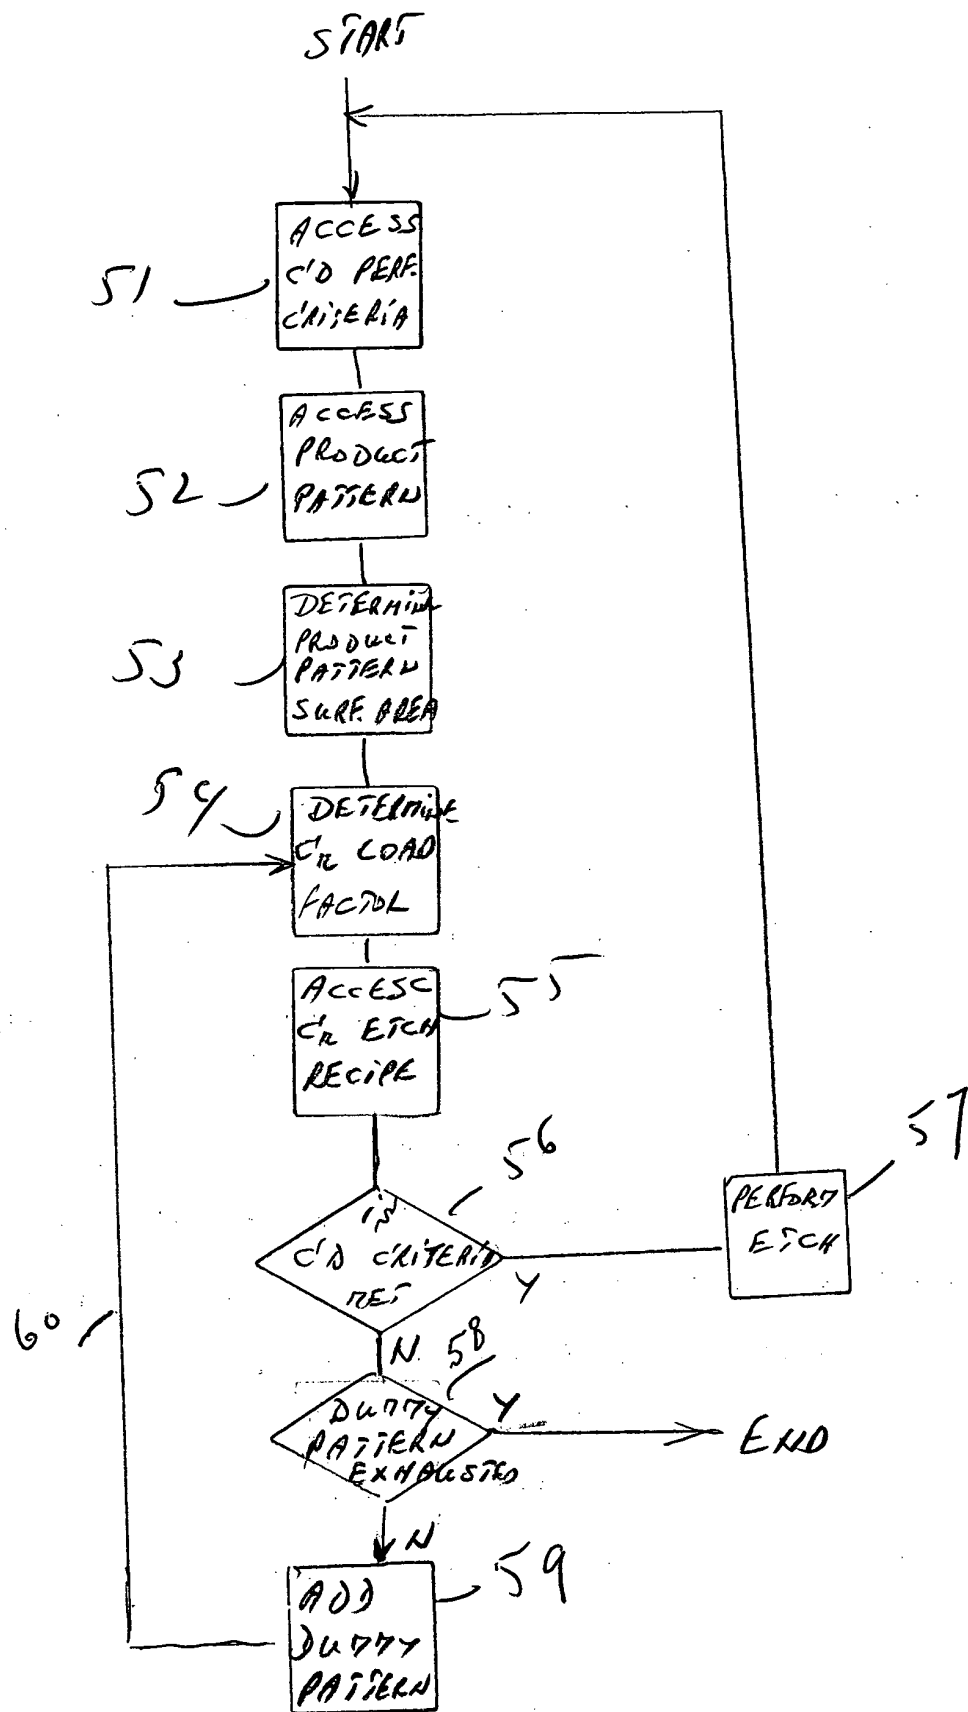 START
ACCESS
CD PERF.
CRITERIA
51
ACCESS
PRODUCT
PATTERN
52
DETERMINE
PRODUCT
PATTERN
SURF. AREA
53
54
DETERMINE
Cr LOAD
FACTOR
ACCESS
Cr ETCH
RECIPE
55
56
is
CD CRITERIA
MET
Y
PERFORM
ETCH
57
60
N
58
DUMMY
PATTERN
EXHAUSTED
Y
END
N
ADD
DUMMY
PATTERN
59